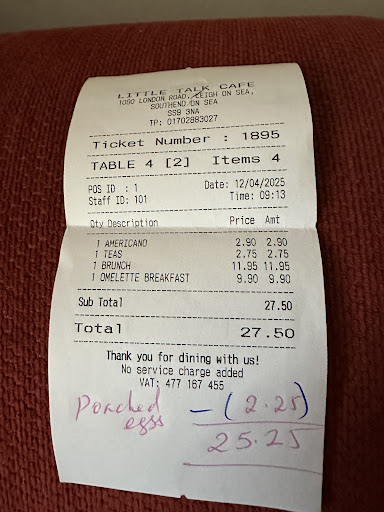 LITTLE TALK CAFE
1090 LONDON ROAD, LEIGH ON SEA,
SOUTHEND ON SEA
SS9 3NA
TP: 01702883027
Ticket Number : 1895
TABLE 4 [2] Items 4
POS ID : 1 Date: 12/04/2025
Staff ID: 101 Time: 09:13
Qty Description Price Amt
1 AMERICANO 2.90 2.90
1 TEAS 2.75 2.75
1 BRUNCH 11.95 11.95
1 OMELETTE BREAKFAST 9.90 9.90
Sub Total 27.50
Total 27.50
Thank you for dining with us!
No service charge added
VAT: 477 167 455
Poached – (2.25)
eggs 25.25